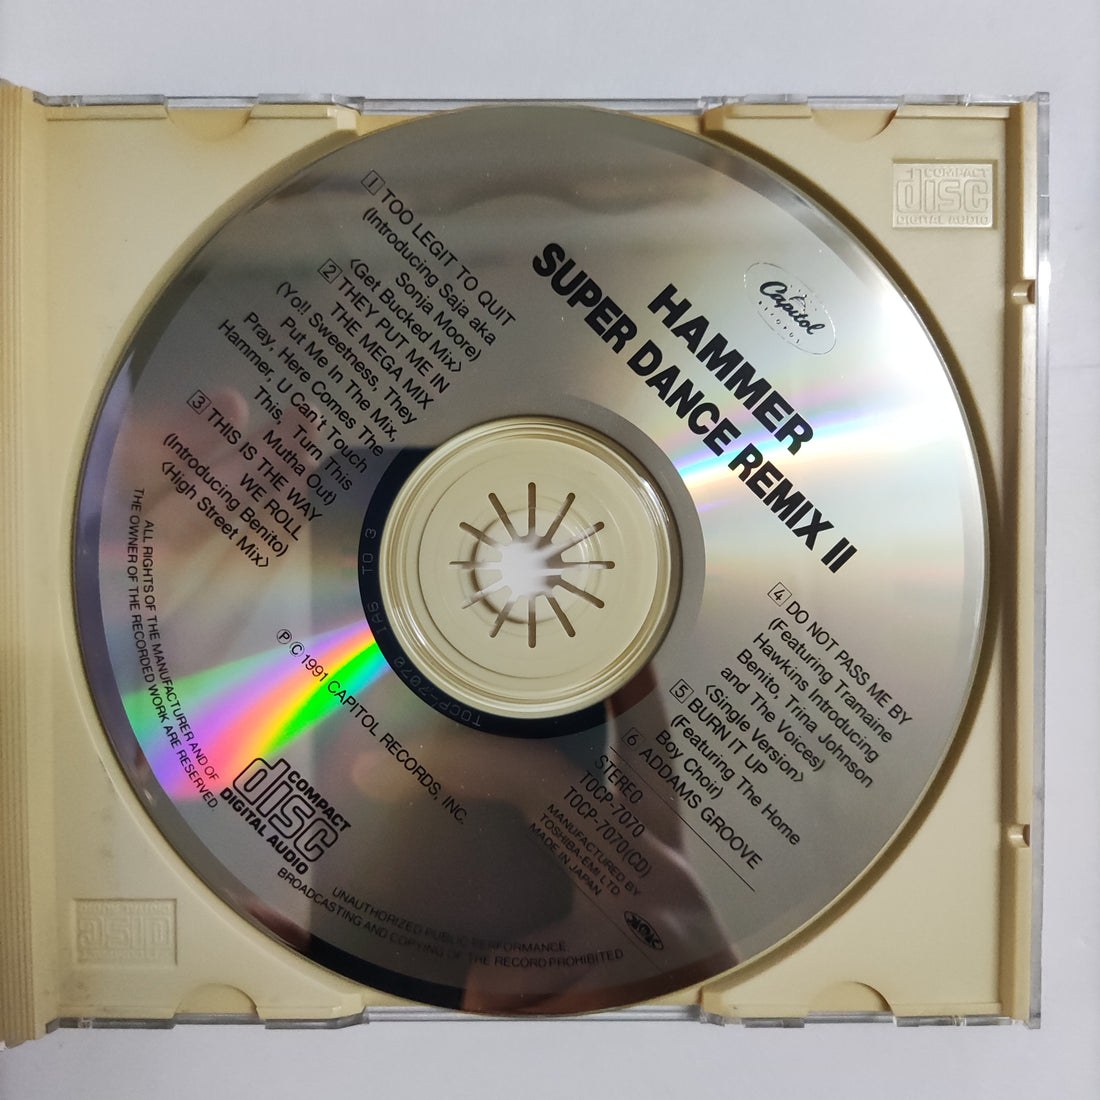 Capitol
RECORDS
HAMMER
SUPER DANCE REMIX II
1 TOO LEGIT TO QUIT
(Introducing Saja aka
Sonja Moore)
〈Get Bucked Mix〉
2 THEY PUT ME IN
THE MEGA MIX
(Yo!! Sweetness, They
Put Me In The Mix,
Pray, Here Comes The
Hammer, U Can't Touch
This, Turn This
Mutha Out)
3 THIS IS THE WAY
WE ROLL
(Introducing Benito)
〈High Street Mix〉
4 DO NOT PASS ME BY
(Featuring Tramaine
Hawkins Introducing
Benito, Trina Johnson
and The Voices)
〈Single Version〉
5 BURN IT UP
(Featuring The Home
Boy Choir)
6 ADDAMS GROOVE
STEREO
TOCP-7070
TOCP-7070(CD)
MANUFACTURED BY
TOSHIBA-EMI LTD
MADE IN JAPAN
℗ © 1991 CAPITOL RECORDS, INC.
COMPACT
disc
DIGITAL AUDIO
ALL RIGHTS OF THE MANUFACTURER AND OF
THE OWNER OF THE RECORDED WORK ARE RESERVED.
UNAUTHORIZED PUBLIC PERFORMANCE
BROADCASTING AND COPYING OF THE RECORD PROHIBITED
TOCP-7070 1A5 TO 3
COMPACT
disc
DIGITAL AUDIO